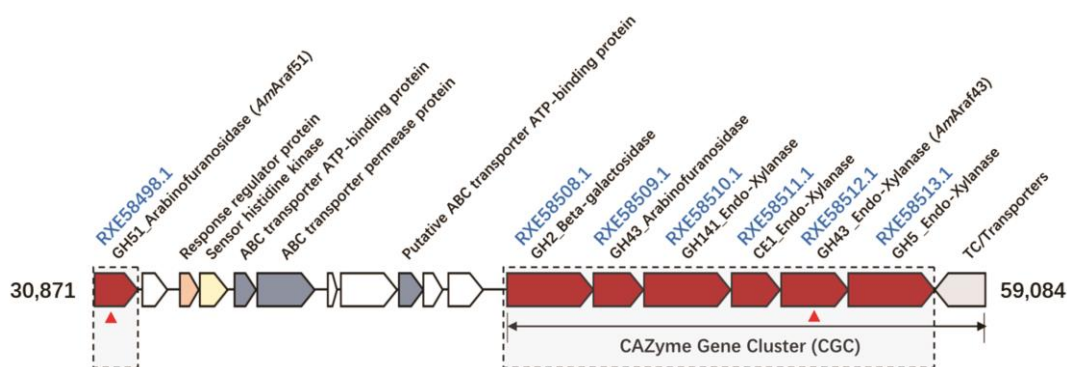 RXE58498.1
GH51_Arabinofuranosidase (AmAraf51)
Response regulator protein
Sensor histidine kinase
ABC transporter ATP-binding protein
ABC transporter permease protein
Putative ABC transporter ATP-binding protein
RXE58508.1
GH2_Beta-galactosidase
RXE58509.1
GH43_Arabinofuranosidase
RXE58510.1
GH141_Endo-Xylanase
RXE58511.1
CE1_Endo-Xylanase
RXE58512.1
GH43_Endo-Xylanase (AmAraf43)
RXE58513.1
GH5_Endo-Xylanase
TC/Transporters
30,871
59,084
CAZyme Gene Cluster (CGC)